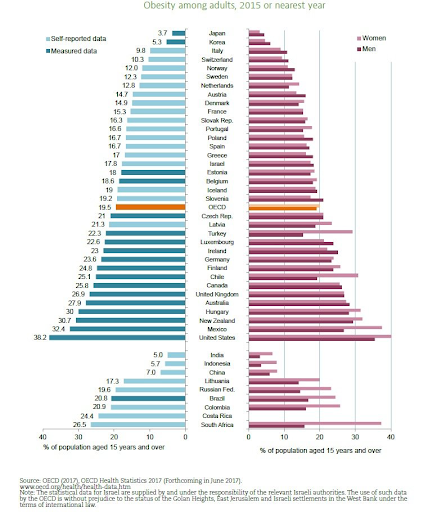 Obesity among adults, 2015 or nearest year
Self-reported data
Measured data
Women
Men
3.7 Japan
5.3 Korea
9.8 Italy
10.3 Switzerland
12.0 Norway
12.3 Sweden
12.8 Netherlands
14.7 Austria
14.9 Denmark
15.3 France
16.3 Slovak Rep.
16.6 Portugal
16.7 Poland
16.7 Spain
17 Greece
17.8 Israel
18 Estonia
18.6 Belgium
19 Iceland
19.2 Slovenia
19.5 OECD
21 Czech Rep.
21.3 Latvia
22.3 Turkey
22.6 Luxembourg
23 Ireland
23.6 Germany
24.8 Finland
25.1 Chile
25.8 Canada
26.9 United Kingdom
27.9 Australia
30 Hungary
30.7 New Zealand
32.4 Mexico
38.2 United States
5.0 India
5.7 Indonesia
7.0 China
17.3 Lithuania
19.6 Russian Fed.
20.8 Brazil
20.9 Colombia
24.4 Costa Rica
26.5 South Africa
40 30 20 10 0 0 10 20 30 40
% of population aged 15 years and over % of population aged 15 years and over
Source: OECD (2017), OECD Health Statistics 2017 (Forthcoming in June 2017).
www.oecd.org/health/health-data.htm
Note: The statistical data for Israel are supplied by and under the responsibility of the relevant Israeli authorities. The use of such data
by the OECD is without prejudice to the status of the Golan Heights, East Jerusalem and Israeli settlements in the West Bank under the
terms of international law.